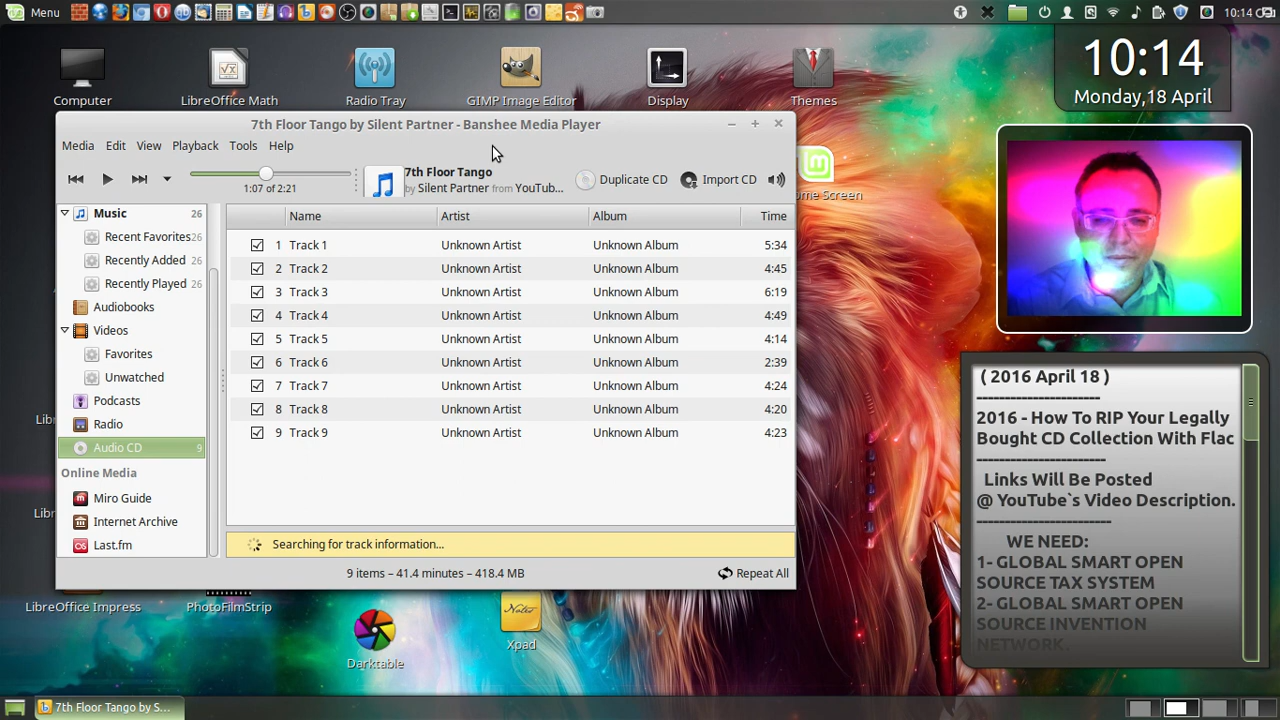 Menu
10:14
Computer
LibreOffice Math
Radio Tray
GIMP Image Editor
Display
Themes
10:14
Monday,18 April
7th Floor Tango by Silent Partner - Banshee Media Player
Media Edit View Playback Tools Help
1:07 of 2:21
7th Floor Tango
by Silent Partner from YouTub...
Duplicate CD
Import CD
Music 26
Recent Favorites 26
Recently Added 26
Recently Played 26
Audiobooks
Videos
Favorites
Unwatched
Podcasts
Radio
Audio CD 9
Online Media
Miro Guide
Internet Archive
Last.fm
Name Artist Album Time
1 Track 1 Unknown Artist Unknown Album 5:34
2 Track 2 Unknown Artist Unknown Album 4:45
3 Track 3 Unknown Artist Unknown Album 6:19
4 Track 4 Unknown Artist Unknown Album 4:49
5 Track 5 Unknown Artist Unknown Album 4:14
6 Track 6 Unknown Artist Unknown Album 2:39
7 Track 7 Unknown Artist Unknown Album 4:24
8 Track 8 Unknown Artist Unknown Album 4:20
9 Track 9 Unknown Artist Unknown Album 4:23
Searching for track information...
9 items – 41.4 minutes – 418.4 MB
Repeat All
Screen
( 2016 April 18 )
----------------------
2016 - How To RIP Your Legally
Bought CD Collection With Flac
-----------------------
Links Will Be Posted
@ YouTube`s Video Description.
------------------------
WE NEED:
1- GLOBAL SMART OPEN
SOURCE TAX SYSTEM
2- GLOBAL SMART OPEN
SOURCE INVENTION
NETWORK.
LibreOffice Impress
PhotoFilmStrip
Darktable
Notes
Xpad
7th Floor Tango by S...